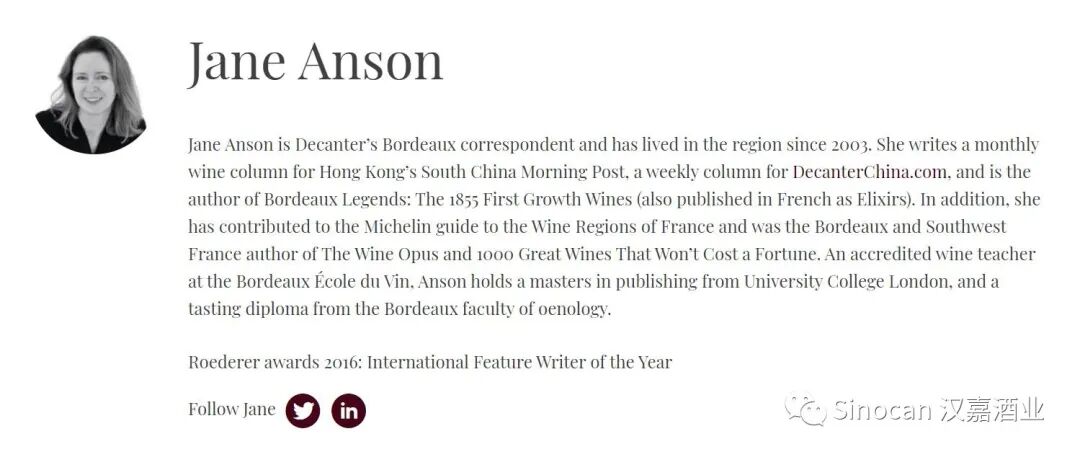 Jane Anson
Jane Anson is Decanter’s Bordeaux correspondent and has lived in the region since 2003. She writes a monthly
wine column for Hong Kong’s South China Morning Post, a weekly column for DecanterChina.com, and is the
author of Bordeaux Legends: The 1855 First Growth Wines (also published in French as Elixirs). In addition, she
has contributed to the Michelin guide to the Wine Regions of France and was the Bordeaux and Southwest
France author of The Wine Opus and 1000 Great Wines That Won’t Cost a Fortune. An accredited wine teacher
at the Bordeaux École du Vin, Anson holds a masters in publishing from University College London, and a
tasting diploma from the Bordeaux faculty of oenology.
Roederer awards 2016: International Feature Writer of the Year
Follow Jane in
Sinocan 汉嘉酒业